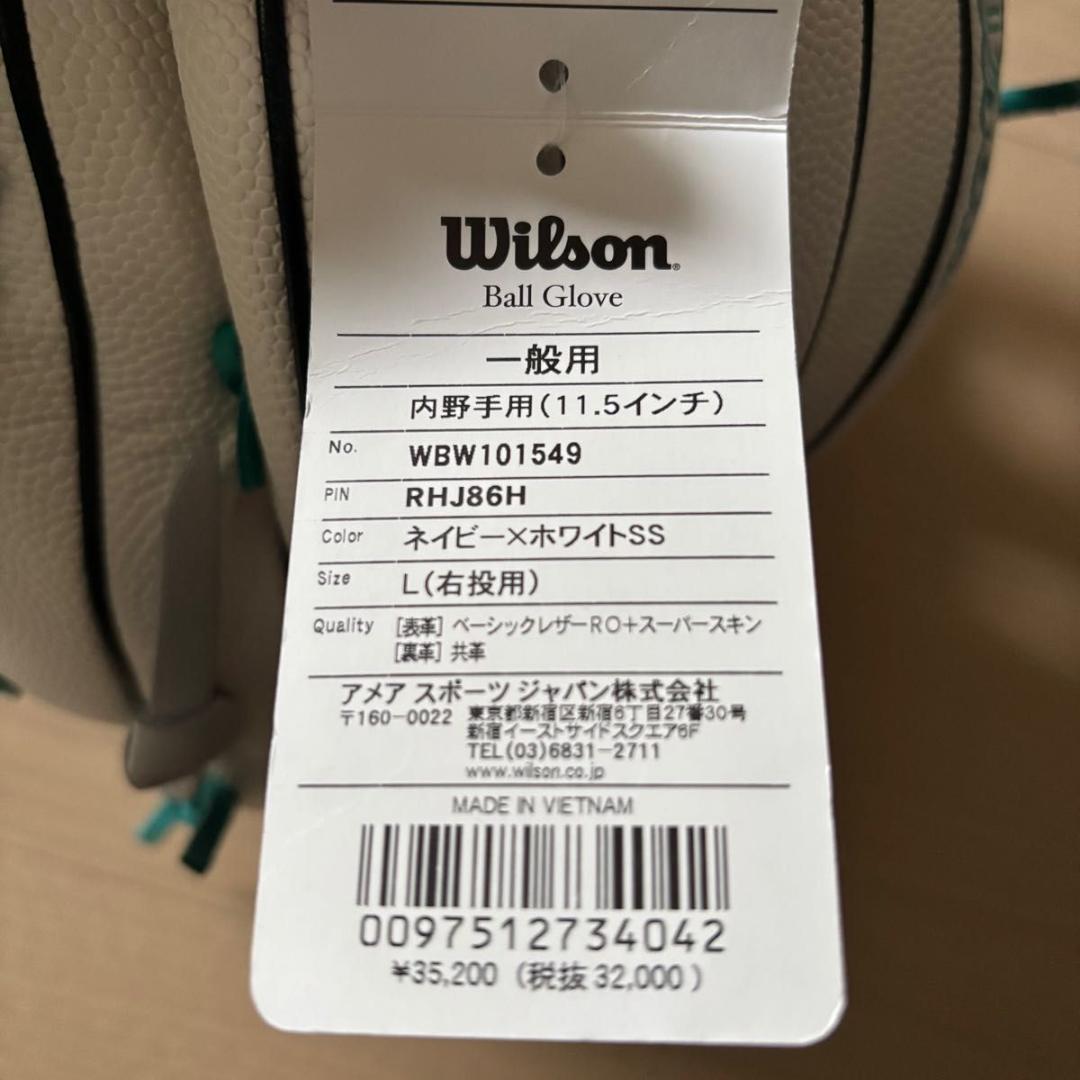 Wilson®
Ball Glove
一般用
内野手用(11.5インチ)
No. WBW101549
PIN RHJ86H
Color ネイビー×ホワイトSS
Size L(右投用)
Quality [表革] ベーシックレザーRO+スーパースキン
[裏革] 共革
アメア スポーツ ジャパン株式会社
〒160-0022 東京都新宿区新宿6丁目27番30号
新宿イーストサイドスクエア6F
TEL(03)6831-2711
www.wilson.co.jp
MADE IN VIETNAM
0097512734042
¥35,200 (税抜 32,000)